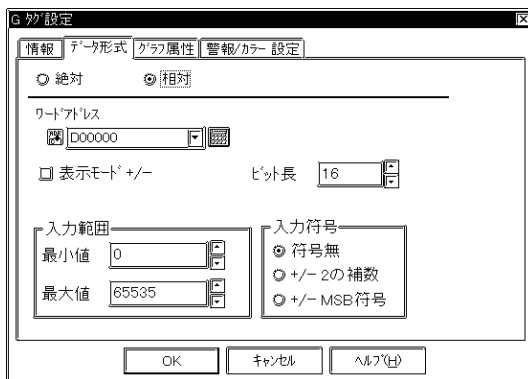 G ﾀｸﾞ設定
情報 ﾃﾞｰﾀ形式 ｸﾞﾗﾌ属性 警報/ｶﾗｰ 設定
絶対 相対
ﾜｰﾄﾞｱﾄﾞﾚｽ
D00000
表示ﾓｰﾄﾞ +/- ﾋﾞｯﾄ長 16
入力範囲
最小値 0
最大値 65535
入力符号
符号無
+/- 2の補数
+/- MSB符号
OK ｷｬﾝｾﾙ ﾍﾙﾌﾟ(H)